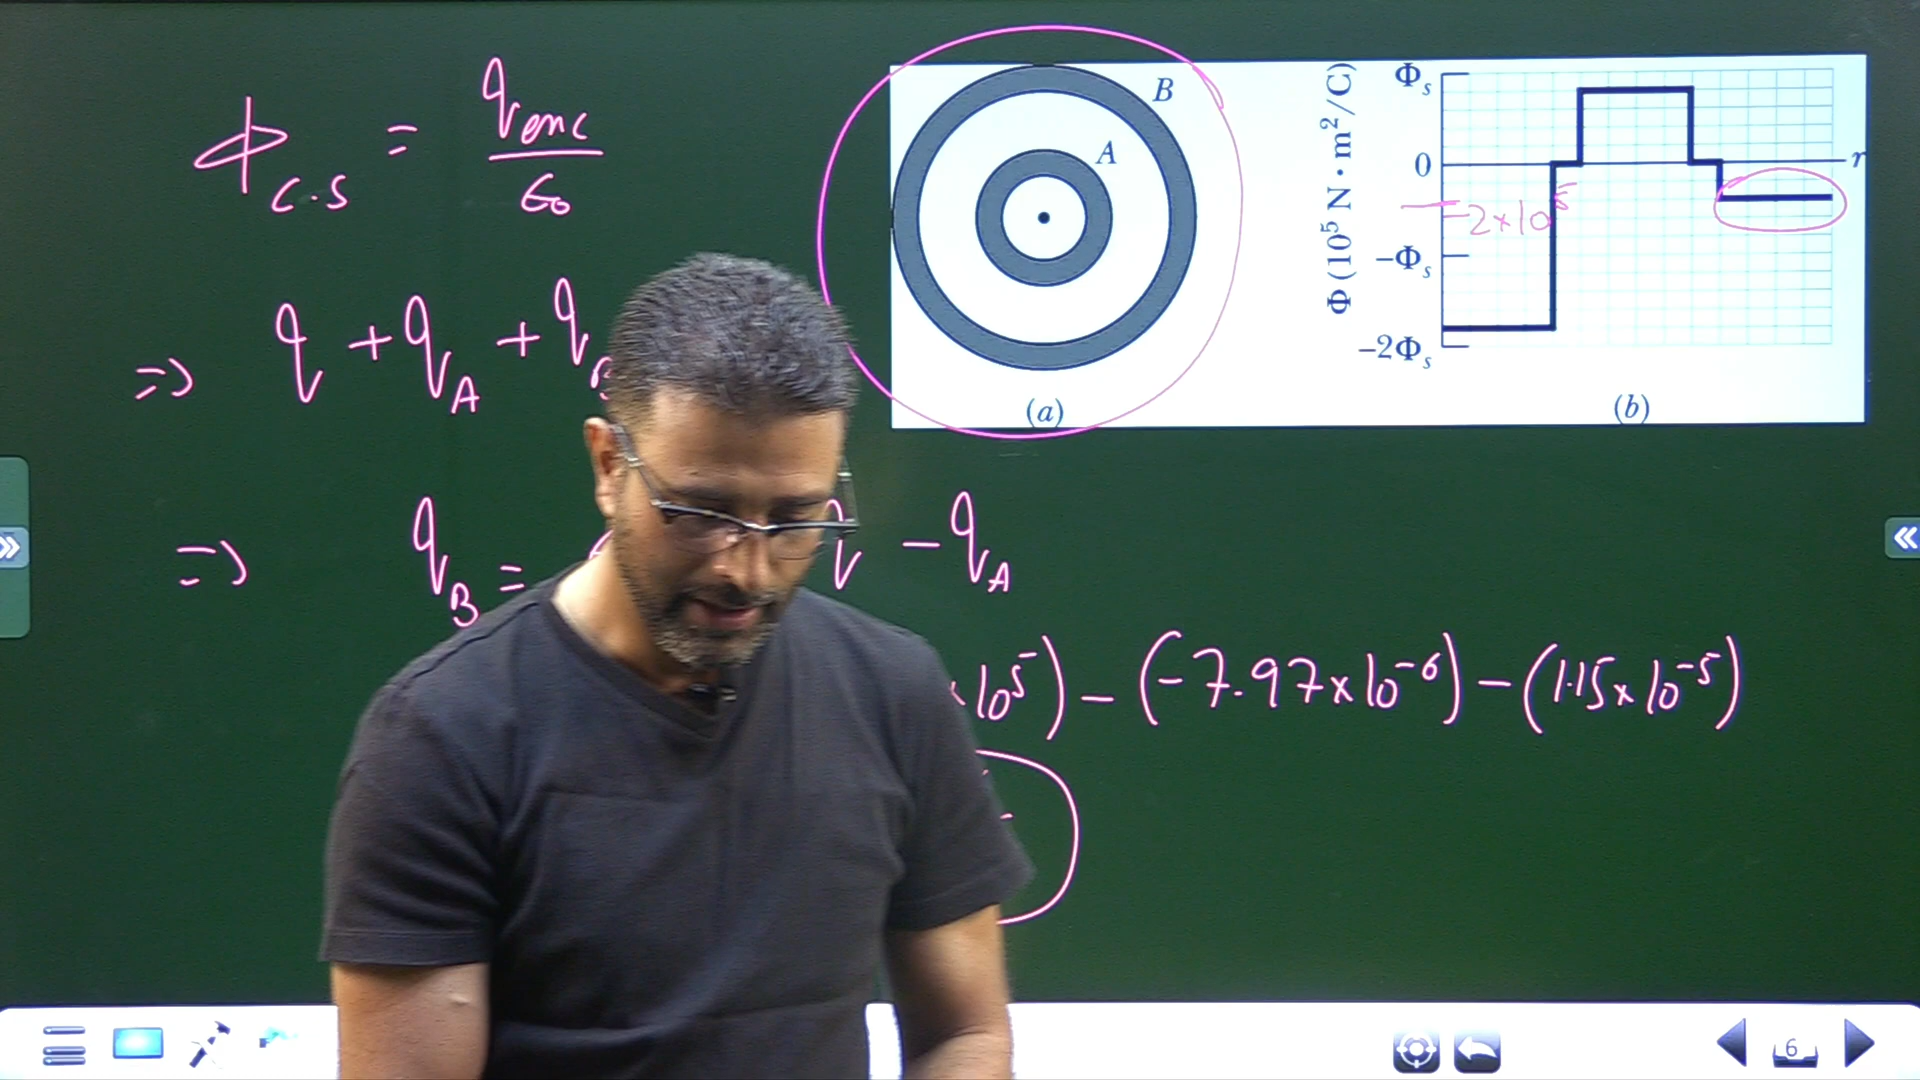 ϕ_{c.s} = q_{enc} / ε₀
⇒ q + q_A + q
⇒ q_B = q − q_A
× 10⁵) − (−7.97 × 10⁻⁶) − (1.15 × 10⁻⁵)
B
A
(a)
Φ (10⁵ N · m²/C)
Φ_s
0
r
−2×10⁵
−Φ_s
−2Φ_s
(b)
6